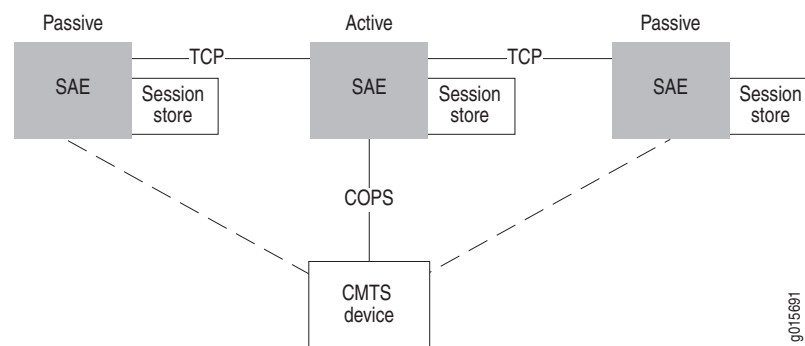 Passive
Active
Passive
TCP
TCP
SAE
Session
store
SAE
Session
store
SAE
Session
store
COPS
CMTS
device
g015691